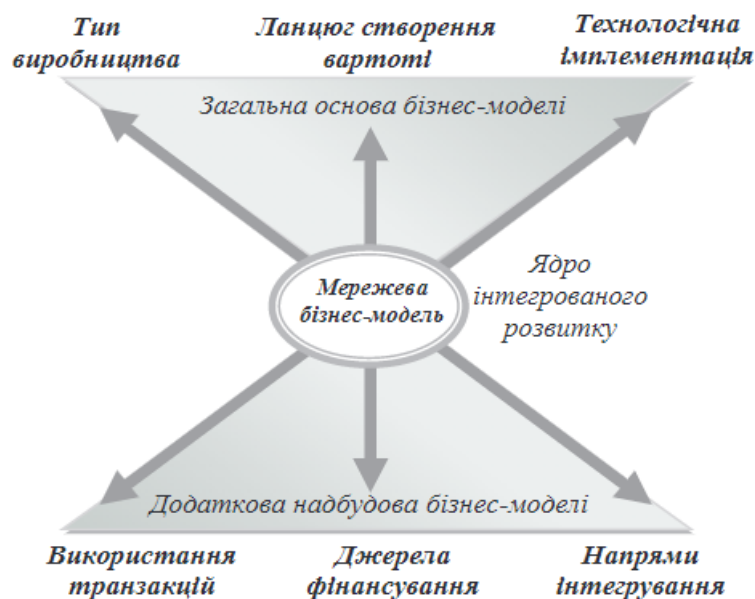 Тип
виробництва
Ланцюг створення
вартоті
Технологічна
імплементація
Загальна основа бізнес-моделі
Мережева
бізнес-модель
Ядро
інтегрованого
розвитку
Додаткова надбудова бізнес-моделі
Використання
транзакцій
Джерела
фінансування
Напрями
інтегрування